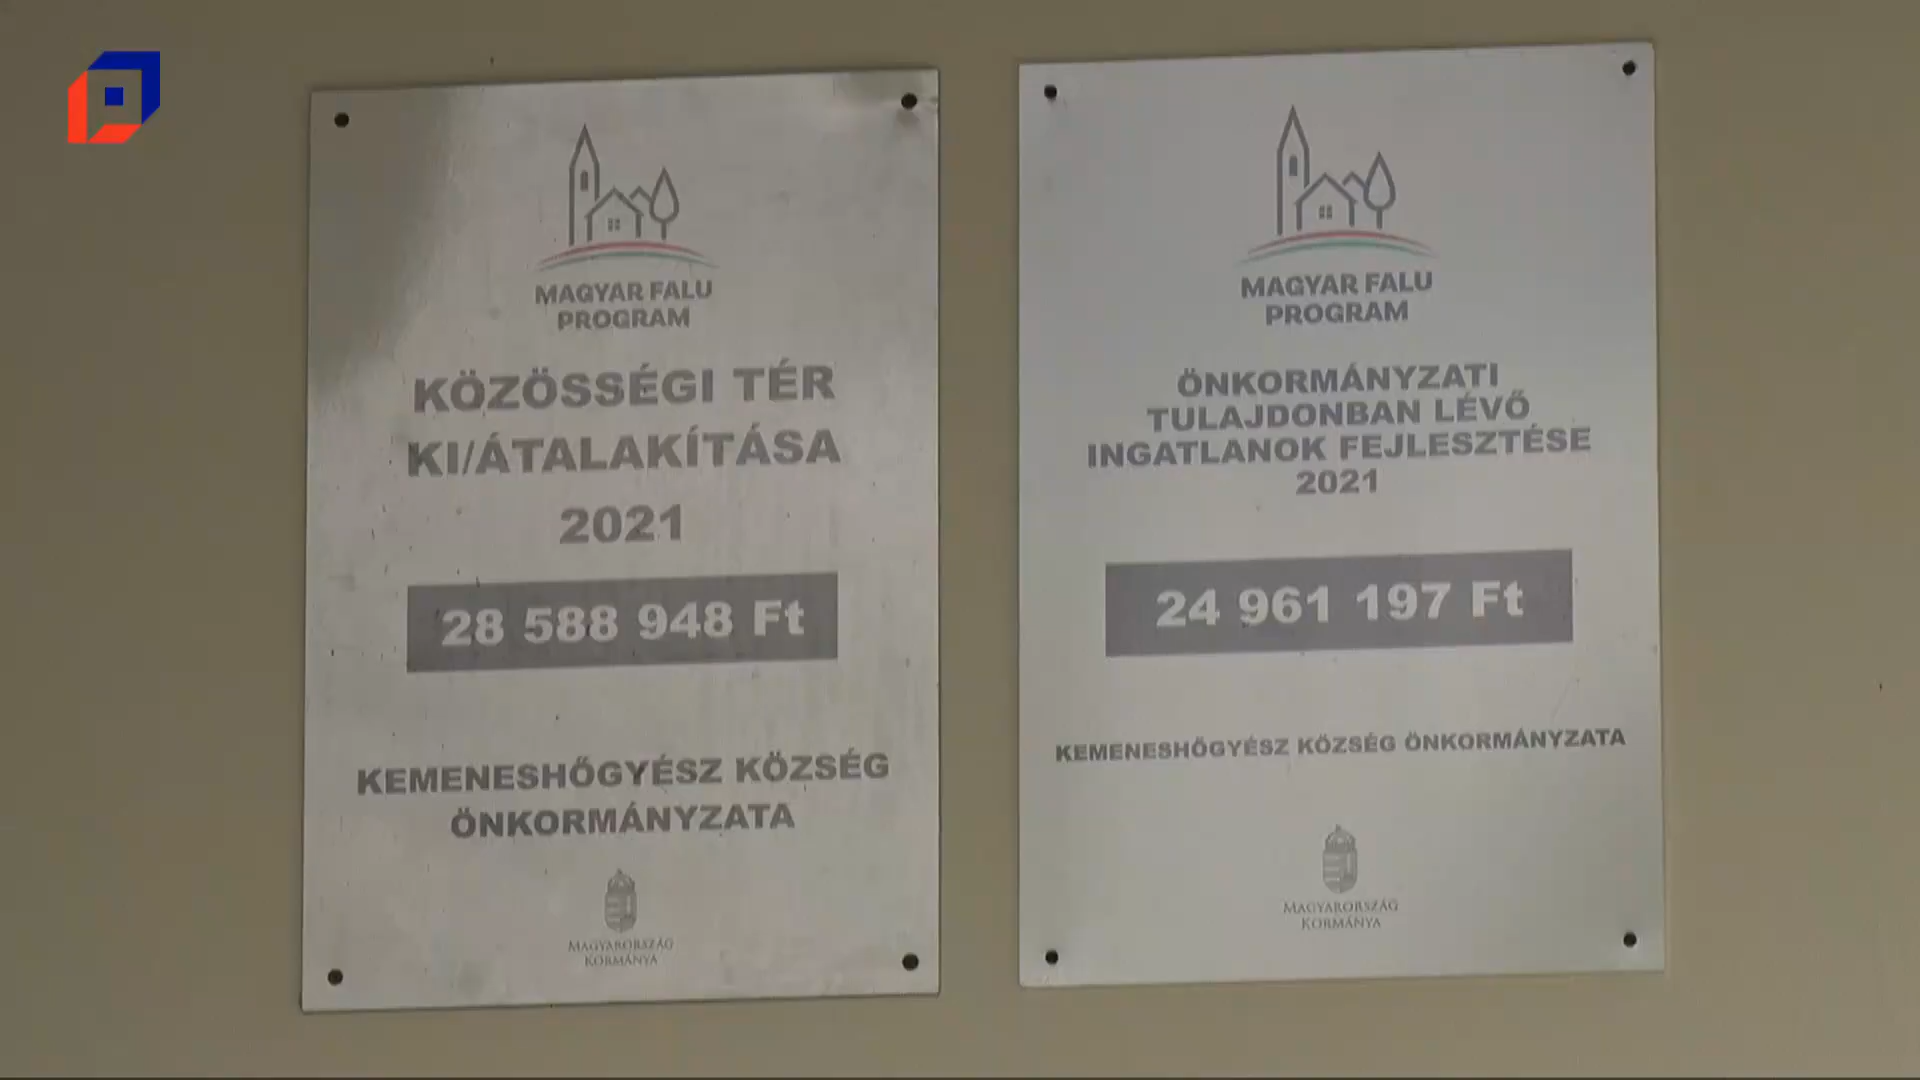 MAGYAR FALU
PROGRAM
KÖZÖSSÉGI TÉR
KI/ÁTALAKÍTÁSA
2021
28 588 948 Ft
KEMENESHŐGYÉSZ KÖZSÉG
ÖNKORMÁNYZATA
MAGYARORSZÁG
KORMÁNYA
MAGYAR FALU
PROGRAM
ÖNKORMÁNYZATI
TULAJDONBAN LÉVŐ
INGATLANOK FEJLESZTÉSE
2021
24 961 197 Ft
KEMENESHŐGYÉSZ KÖZSÉG ÖNKORMÁNYZATA
MAGYARORSZÁG
KORMÁNYA